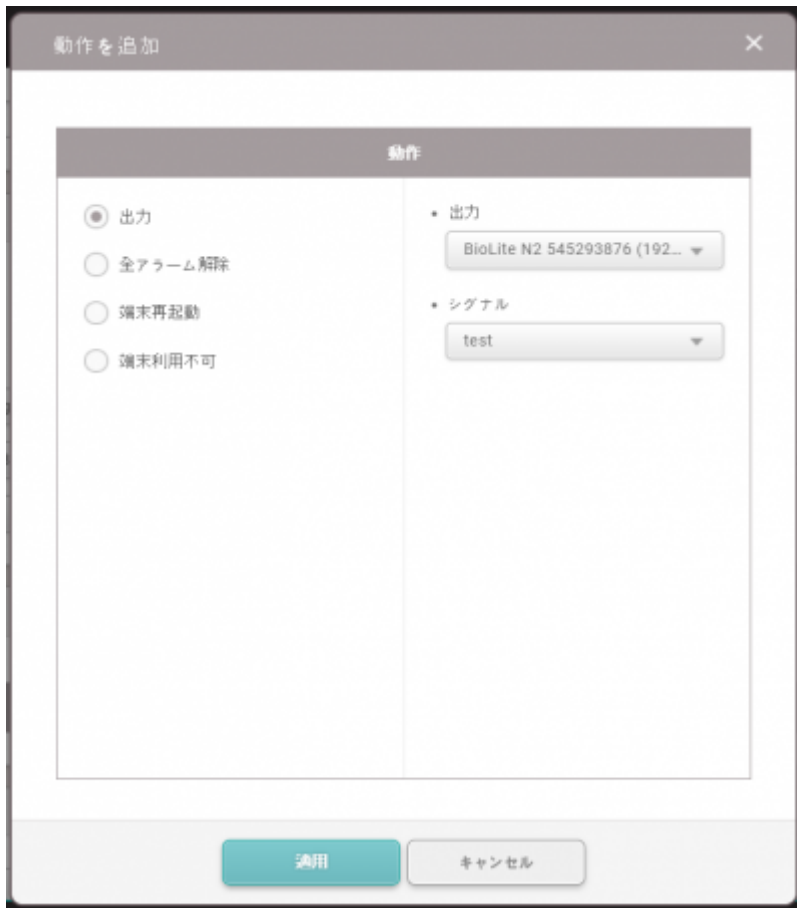 動作を追加
動作
出力
全アラーム解除
端末再起動
端末利用不可
• 出力
BioLite N2 545293876 (192...
• シグナル
test
適用
キャンセル